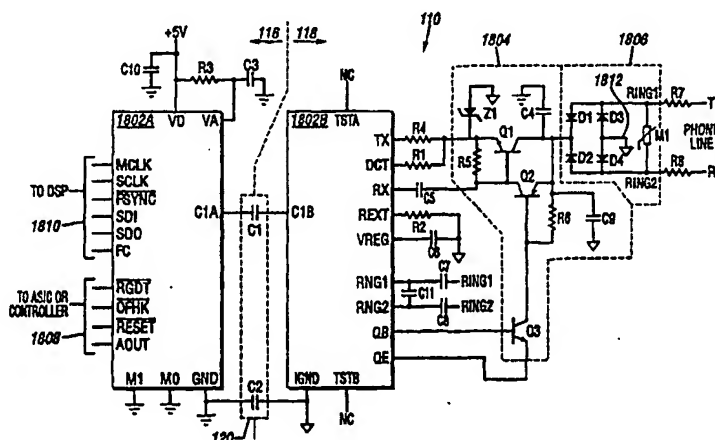 +5V
116
118
110
1804
1806
C10
R3
C3
NC
1812
RING1
R7
T
VD
VA
TSTA
Z1
C4
D1
D3
PHONE
LINE
1802A
1802B
TX
R4
Q1
M1
DCT
R1
R5
D2
D4
R8
R
MCLK
SCLK
FSYNC
SDI
SDO
FC
TO DSP
1810
RX
C5
Q2
RING2
C1A
C1
C1B
REXT
R2
R6
C9
VREG
C6
RNG1
C7
RING1
C11
RNG2
C8
RING2
TO ASIC OR
CONTROLLER
1808
RGDT
OFHK
RESET
AOUT
QB
Q3
QE
M1
M0
GND
C2
IGND
TSTB
NC
120